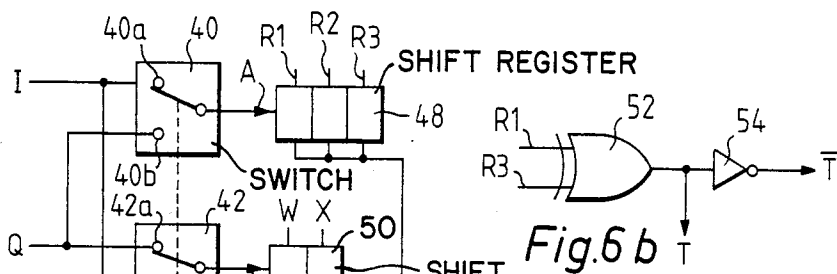 40a 40 R1 R2 R3
I A SHIFT REGISTER
48
40b SWITCH
R1 52 54 T̅
R3
42a 42 W X 50
Q SHIFT
T
Fig.6b